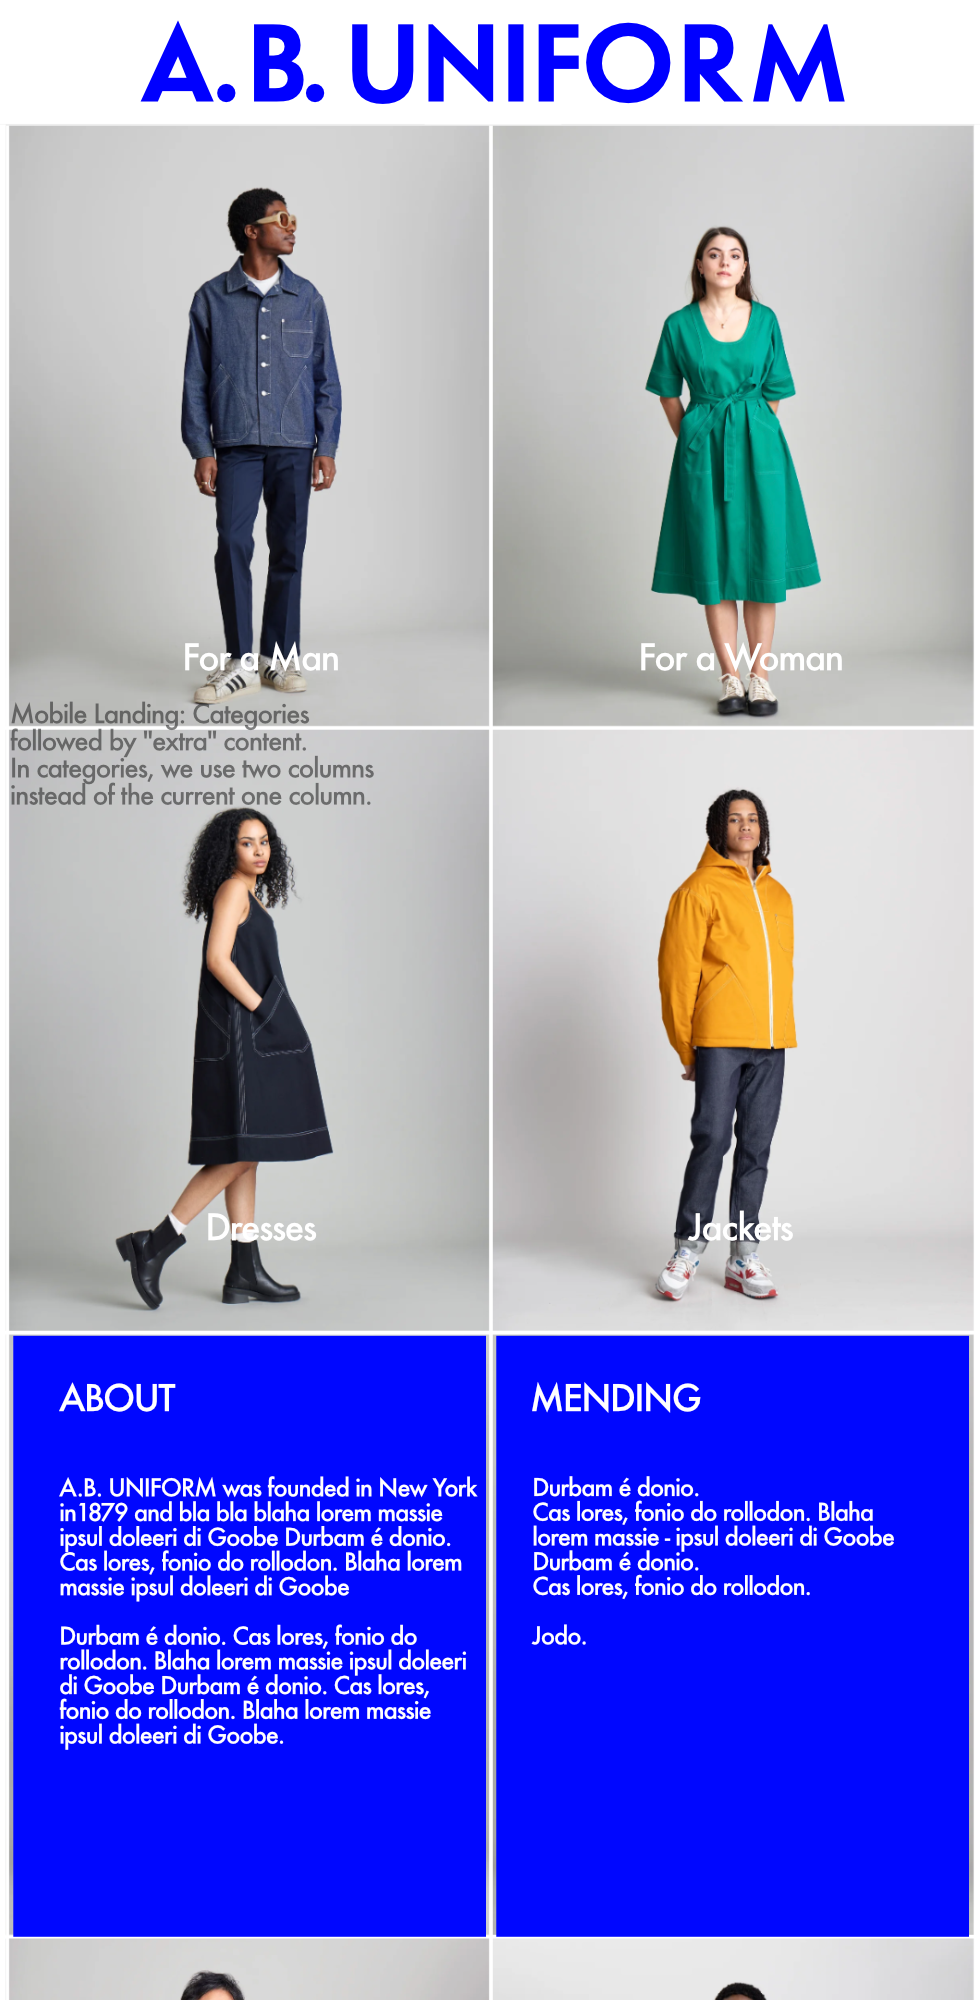 A.B. UNIFORM
For a Man
For a Woman
Mobile Landing: Categories
followed by "extra" content.
In categories, we use two columns
instead of the current one column.
Dresses
Jackets
ABOUT
A.B. UNIFORM was founded in New York
in1879 and bla bla blaha lorem massie
ipsul doleeri di Goobe Durbam é donio.
Cas lores, fonio do rollodon. Blaha lorem
massie ipsul doleeri di Goobe
Durbam é donio. Cas lores, fonio do
rollodon. Blaha lorem massie ipsul doleeri
di Goobe Durbam é donio. Cas lores,
fonio do rollodon. Blaha lorem massie
ipsul doleeri di Goobe.
MENDING
Durbam é donio.
Cas lores, fonio do rollodon. Blaha
lorem massie - ipsul doleeri di Goobe
Durbam é donio.
Cas lores, fonio do rollodon.
Jodo.